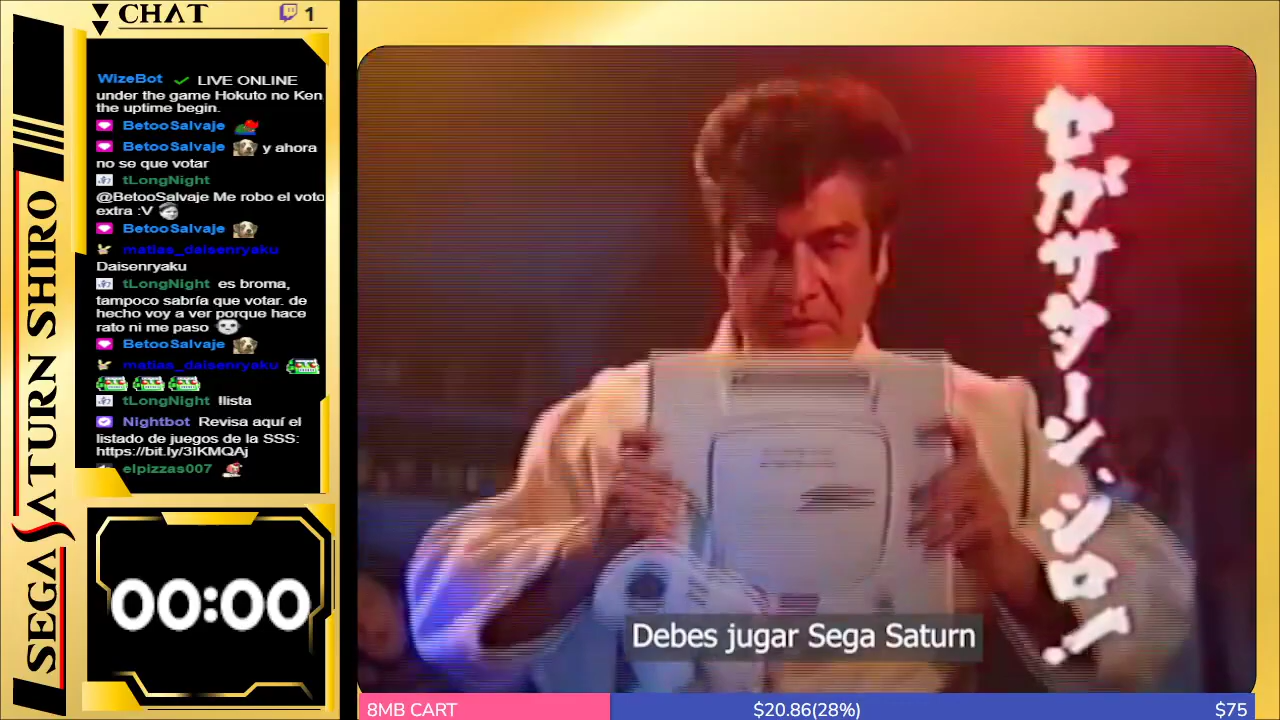 CHAT
1
WizeBot LIVE ONLINE
under the game Hokuto no Ken
the uptime begin.
BetooSalvaje
BetooSalvaje y ahora
no se que votar
tLongNight
@BetooSalvaje Me robo el voto
extra :V
BetooSalvaje
matias_daisenryaku
Daisenryaku
tLongNight es broma,
tampoco sabría que votar. de
hecho voy a ver porque hace
rato ni me paso
BetooSalvaje
matias_daisenryaku
tLongNight !lista
Nightbot Revisa aquí el
listado de juegos de la SSS:
https://bit.ly/3IKMQAj
elpizzas007
SEGA SATURN SHIRO
00:00
セガサターン、シロ!
Debes jugar Sega Saturn
8MB CART
$20.86(28%)
$75